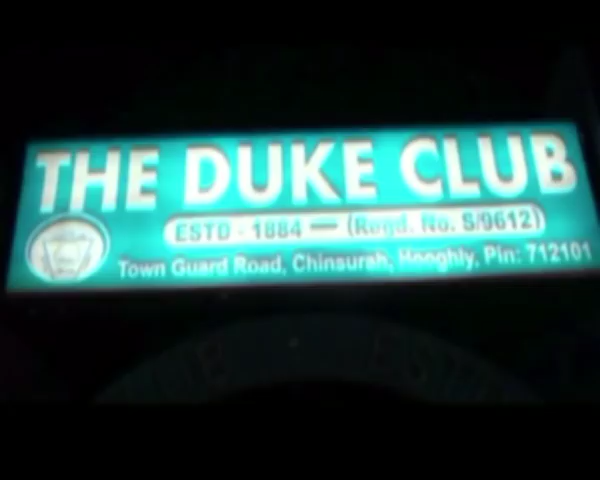 THE DUKE CLUB
ESTD - 1884 — (Regd. No. S/9612)
Town Guard Road, Chinsurah, Hooghly, Pin: 712101